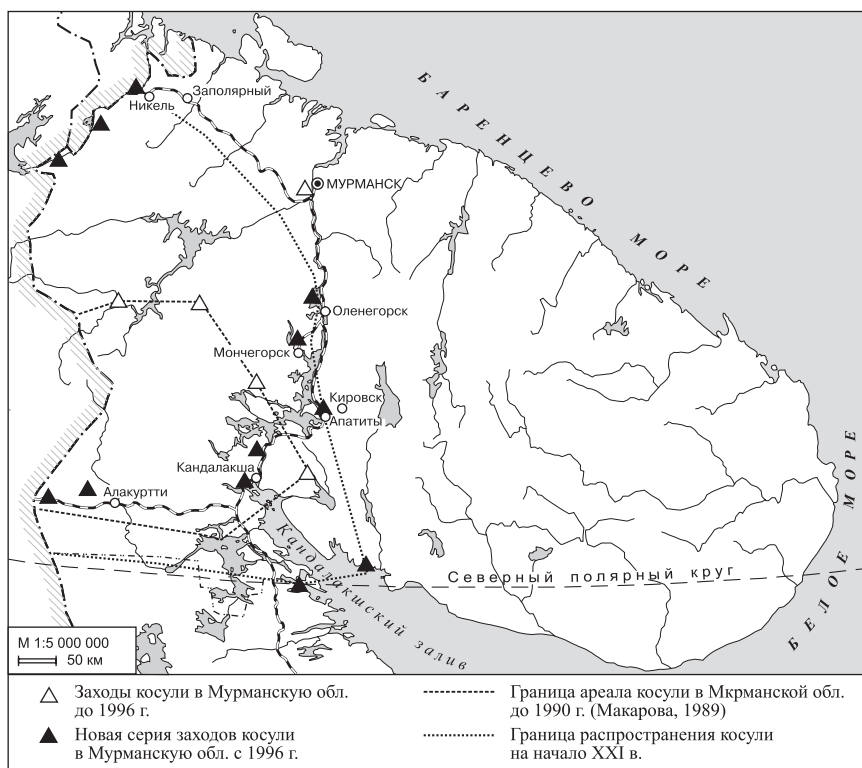 БАРЕНЦЕВО МОРЕ
Заполярный
Никель
МУРМАНСК
Оленегорск
Мончегорск
Кировск
Апатиты
Кандалакша
Алакуртти
Кандалакшский залив
Северный полярный круг
БЕЛОЕ МОРЕ
М 1:5 000 000
50 км
Заходы косули в Мурманскую обл.
до 1996 г.
Новая серия заходов косули
в Мурманскую обл. с 1996 г.
Граница ареала косули в Мкрманской обл.
до 1990 г. (Макарова, 1989)
Граница распространения косули
на начало XXI в.